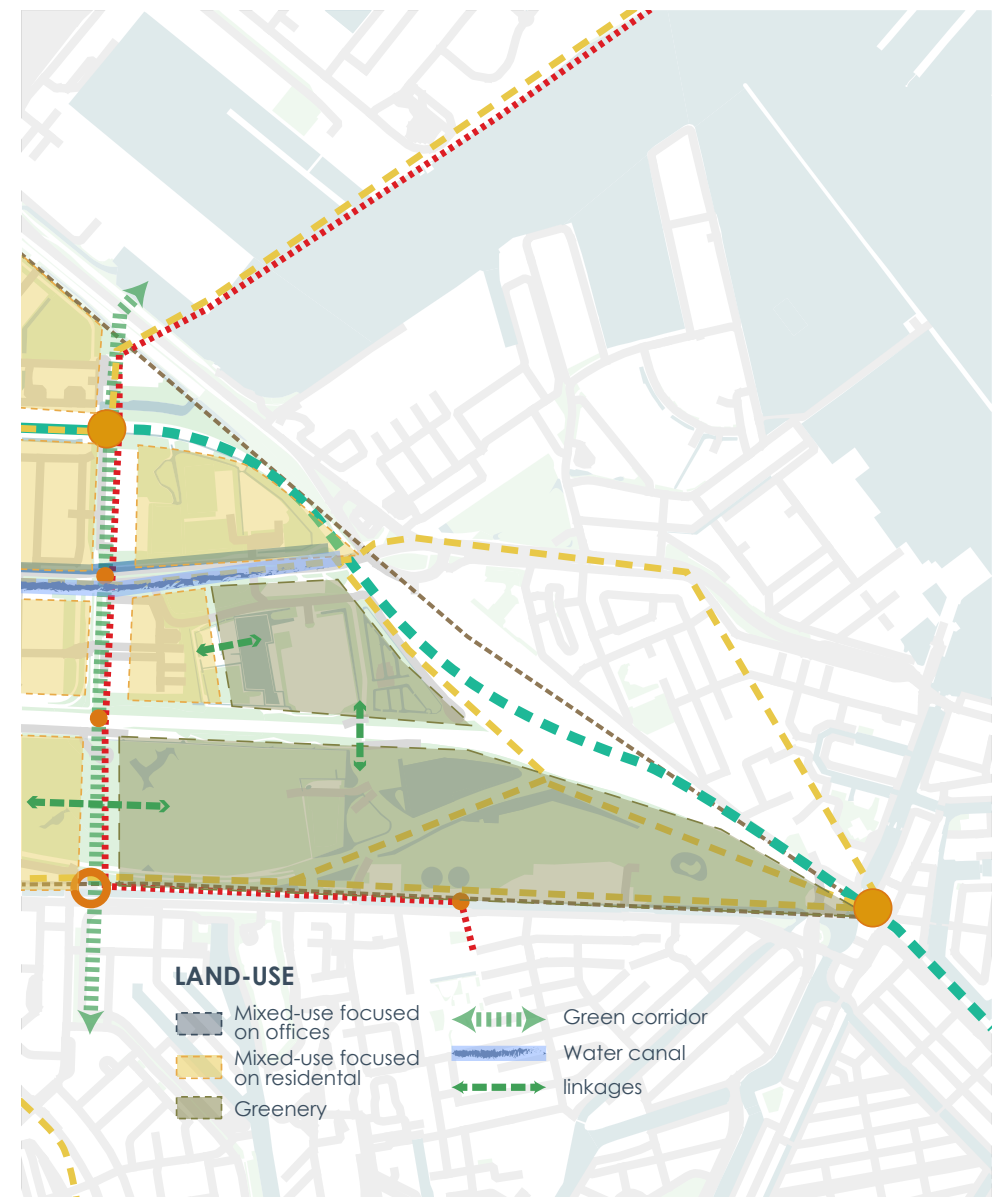 LAND-USE
Mixed-use focused
on offices
Mixed-use focused
on residental
Greenery
Green corridor
Water canal
linkages